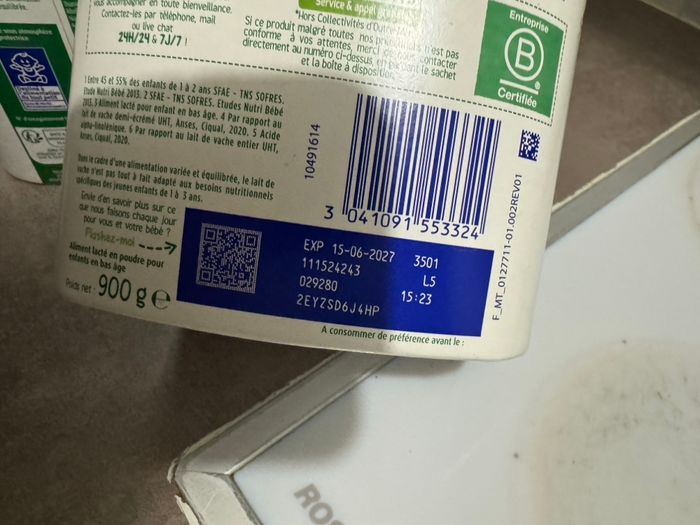 vous accompagner en toute bienveillance.
Contactez-les par téléphone, mail
ou live chat
24H/24 & 7J/7 !
Service & appel
*Hors Collectivités d'Outre-Mer
Si ce produit malgré toutes nos n'est pas
conforme à vos attentes, merci de nous contacter
directement au numéro ci-dessus, en gardant le sachet
et la boîte à disposition.
Entreprise
B
Certifiée
1 Entre 45 et 55% des enfants de 1 à 2 ans SFAE - TNS SOFRES,
Etude Nutri Bébé 2013. 2 SFAE - TNS SOFRES. Etudes Nutri Bébé
2013. 3 Aliment lacté pour enfant en bas âge. 4 Par rapport au
lait de vache demi-écrémé UHT, Anses, Ciqual, 2020. 5 Acide
alpha-linolénique. 6 Par rapport au lait de vache entier UHT,
Anses, Ciqual, 2020.
Dans le cadre d'une alimentation variée et équilibrée, le lait de
vache n'est pas tout à fait adapté aux besoins nutritionnels
spécifiques des jeunes enfants de 1 à 3 ans.
Envie d'en savoir plus sur ce
que nous faisons chaque jour
pour vous et votre bébé ?
Flashez-moi
Aliment lacté en poudre pour
enfants en bas âge
Poids net : 900 g e
10491614
3 041091 553324
F_MT_0127711-01.002REV01
EXP 15-06-2027 3501
111524243 L5
029280 15:23
2EYZSD6J4HP
A consommer de préférence avant le :
ROS